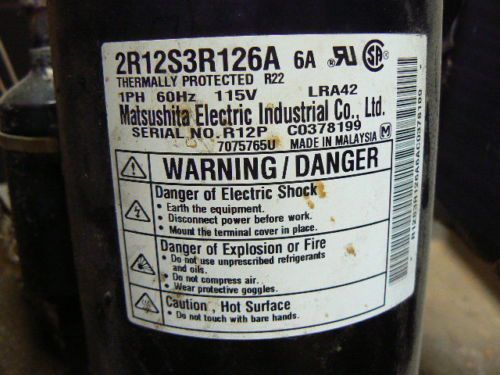 2R12S3R126A 6A
THERMALLY PROTECTED R22
1PH 60Hz 115V LRA42
Matsushita Electric Industrial Co., Ltd.
SERIAL NO. R12P C0378199
7075765U MADE IN MALAYSIA
WARNING/DANGER
Danger of Electric Shock
• Earth the equipment.
• Disconnect power before work.
• Mount the terminal cover in place.
Danger of Explosion or Fire
• Do not use unprescribed refrigerants
and oils.
• Do not compress air.
• Wear protective goggles.
Caution , Hot Surface
• Do not touch with bare hands.